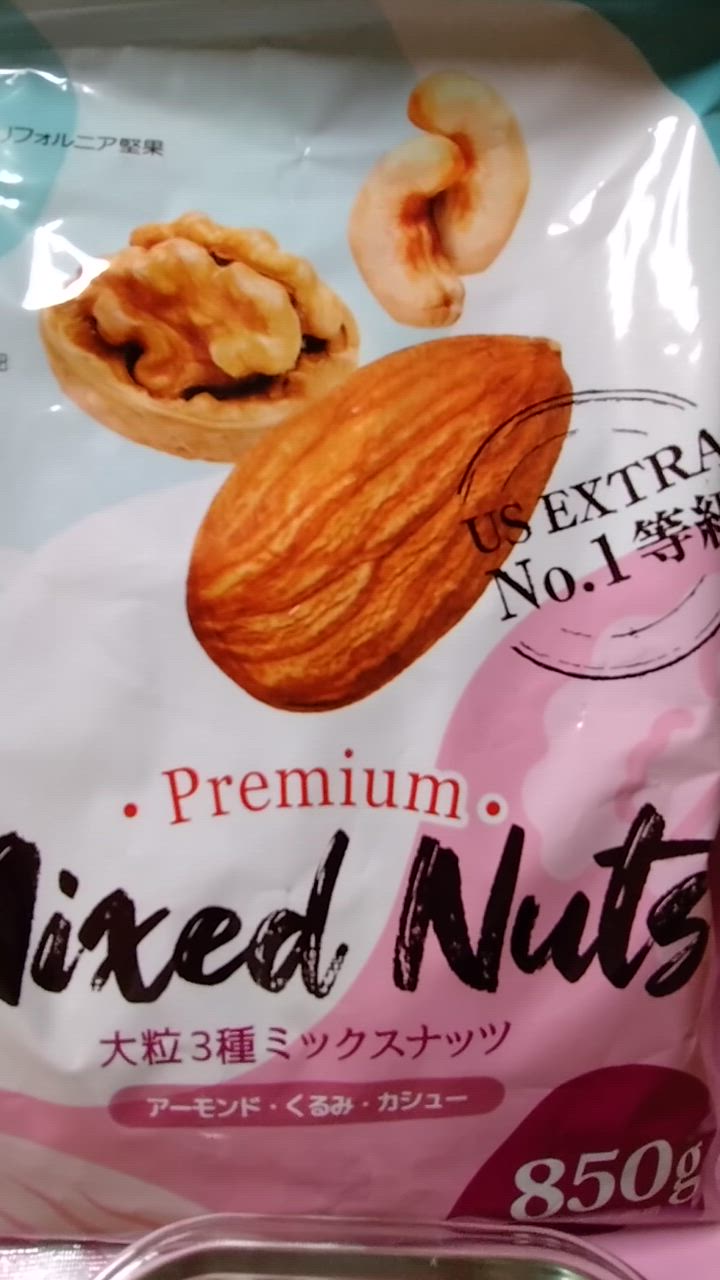 リフォルニア堅果
US EXTRA
No.1 等級
Premium
Mixed Nuts
大粒3種ミックスナッツ
アーモンド・くるみ・カシュー
850g